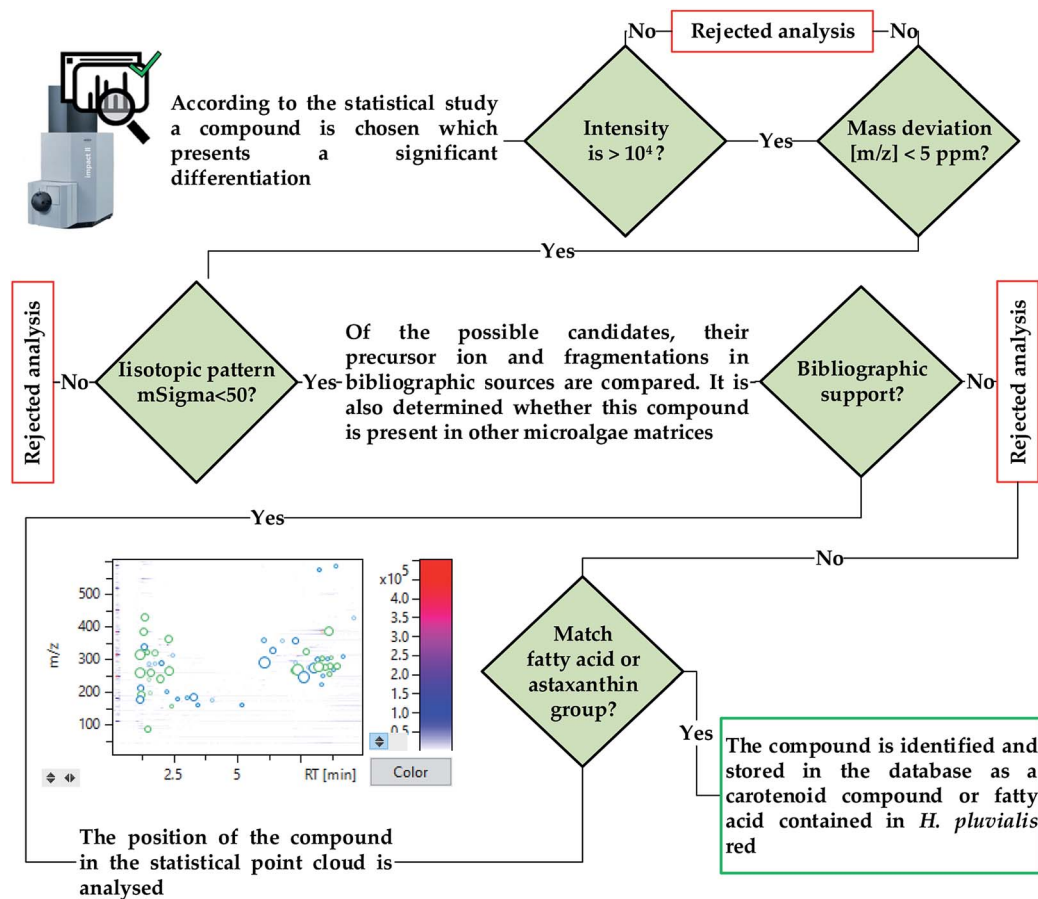 No
Rejected analysis
No
Impact II
According to the statistical study
a compound is chosen which
presents a significant
differentiation
Intensity
is > 10⁴?
Yes
Mass deviation
[m/z] < 5 ppm?
Yes
Rejected analysis
No
Iisotopic pattern
mSigma<50?
Yes
Of the possible candidates, their
precursor ion and fragmentations in
bibliographic sources are compared. It is
also determined whether this compound
is present in other microalgae matrices
Bibliographic
support?
No
Rejected analysis
Yes
No
m/z
500
400
300
200
100
2.5
5
RT [min]
x10⁵
4.0
3.5
3.0
2.5
2.0
1.5
1.0
0.5
Color
Match
fatty acid or
astaxanthin
group?
Yes
The compound is identified and
stored in the database as a
carotenoid compound or fatty
acid contained in H. pluvialis
red
The position of the compound
in the statistical point cloud is
analysed